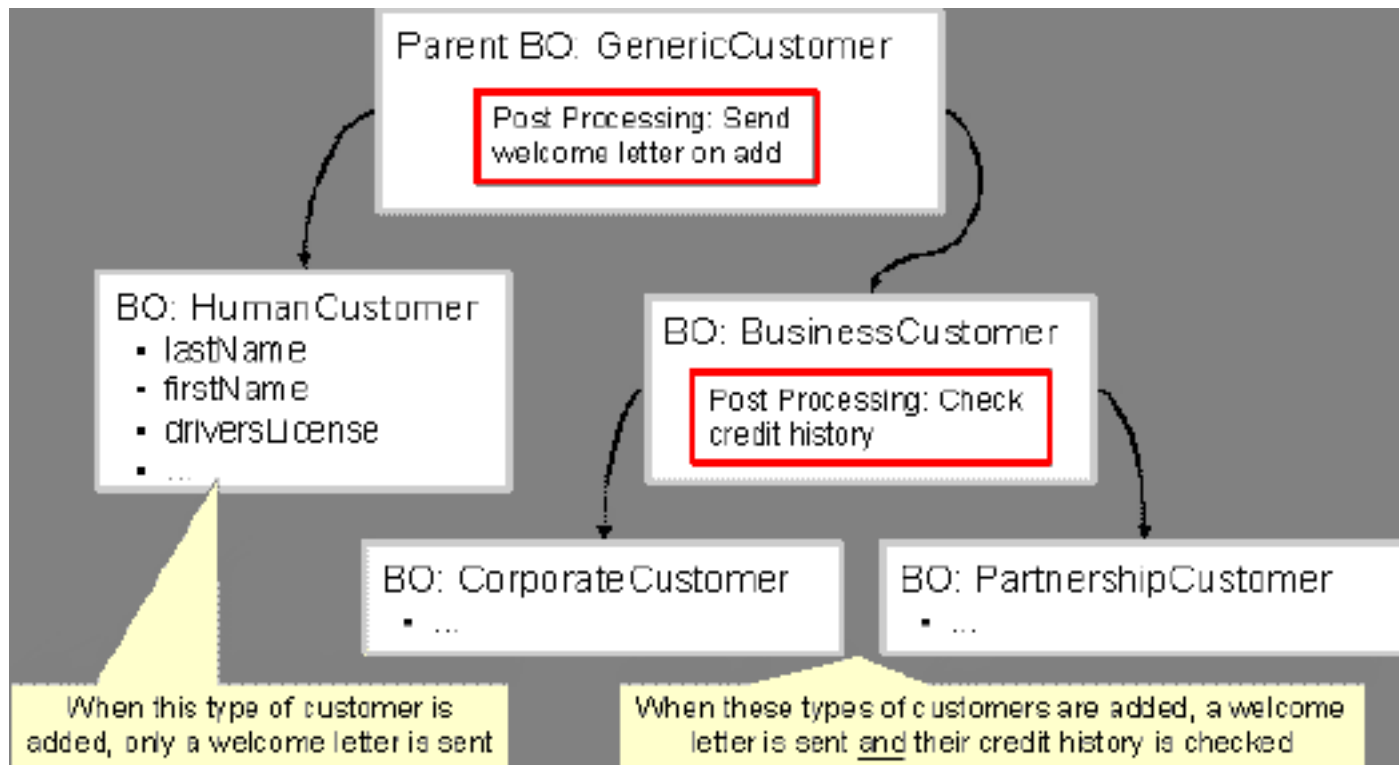 Parent BO: GenericCustomer
Post Processing: Send
welcome letter on add
BO: HumanCustomer
▪ lastName
▪ firstName
▪ driversLicense
▪ ...
BO: BusinessCustomer
Post Processing: Check
credit history
BO: CorporateCustomer
▪ ...
BO: PartnershipCustomer
▪ ...
When this type of customer is
added, only a welcome letter is sent
When these types of customers are added, a welcome
letter is sent and their credit history is checked